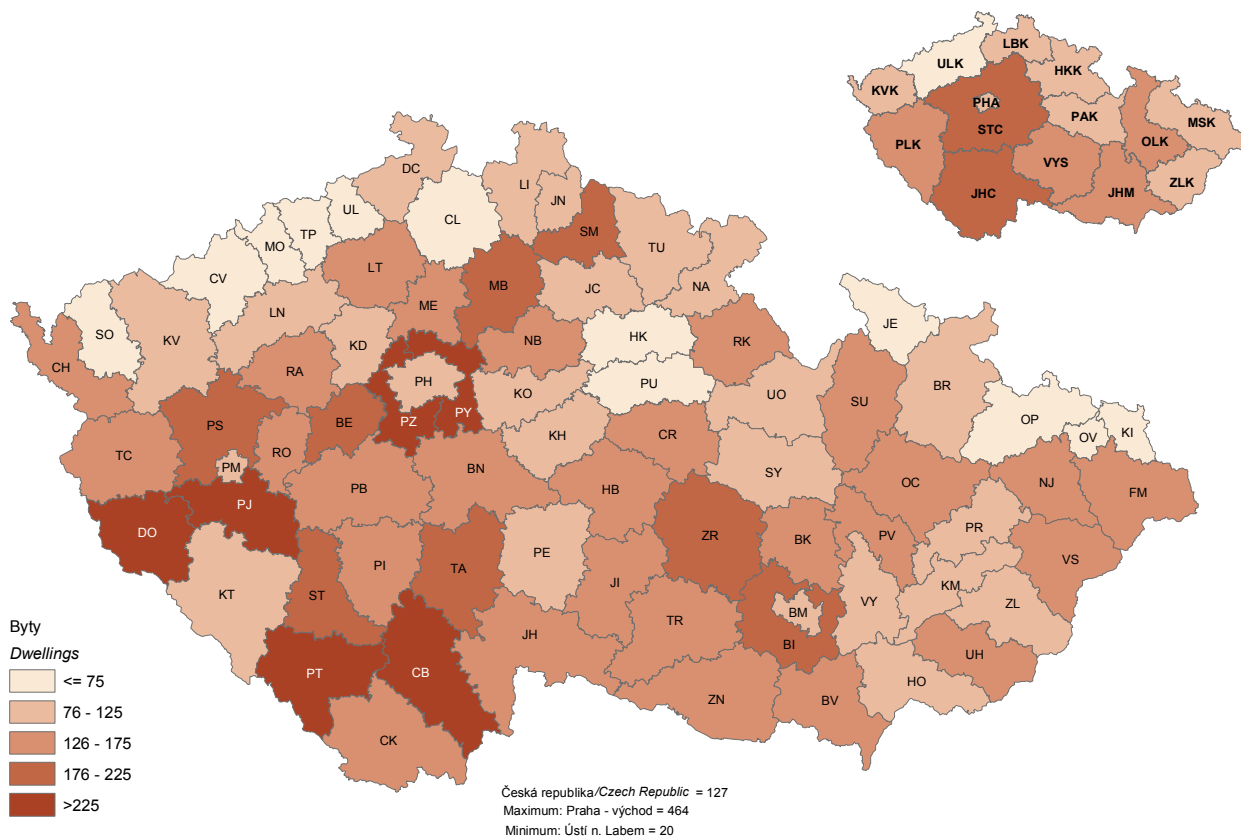 LBK
ULK
HKK
KVK
PHA
PAK
MSK
STC
OLK
PLK
VYS
ZLK
JHC
JHM
DC
LI
JN
UL
CL
SM
TP
MO
TU
CV
LT
MB
JC
NA
ME
LN
SO
KV
KD
NB
HK
RK
JE
CH
RA
PH
PU
BR
KO
UO
SU
PS
BE
PZ
PY
OP
KI
OV
TC
RO
PM
KH
CR
BN
SY
PB
HB
OC
NJ
FM
PJ
DO
PR
ZR
BK
PV
VS
PE
TA
PI
JI
KT
ST
KM
ZL
BM
VY
TR
JH
BI
UH
PT
CB
HO
ZN
BV
CK
Byty
Dwellings
<= 75
76 - 125
126 - 175
176 - 225
>225
Česká republika/Czech Republic = 127
Maximum: Praha - východ = 464
Minimum: Ústí n. Labem = 20